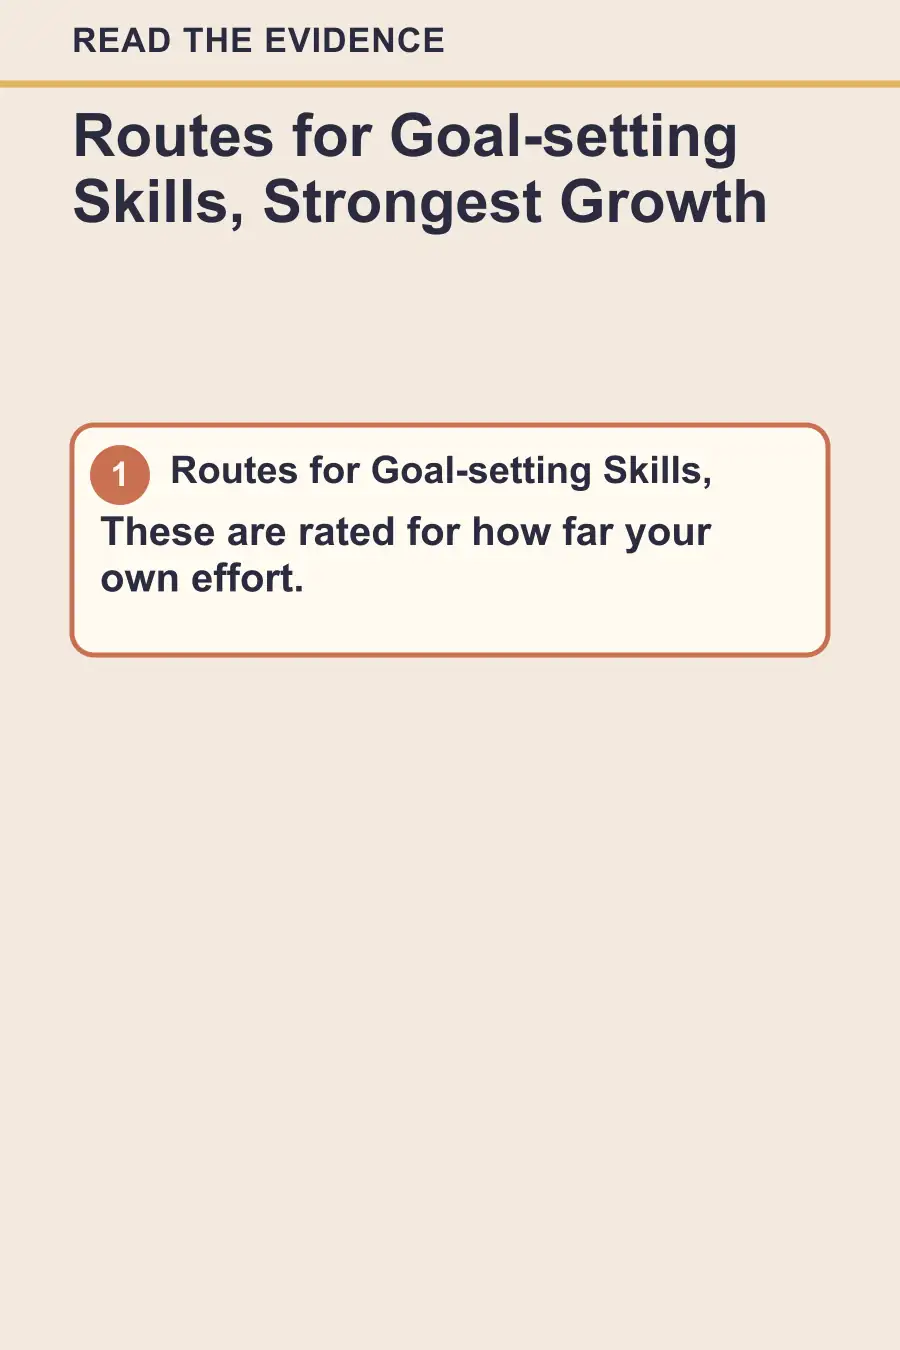 READ THE EVIDENCE
Routes for Goal-setting
Skills, Strongest Growth
1 Routes for Goal-setting Skills,
These are rated for how far your
own effort.